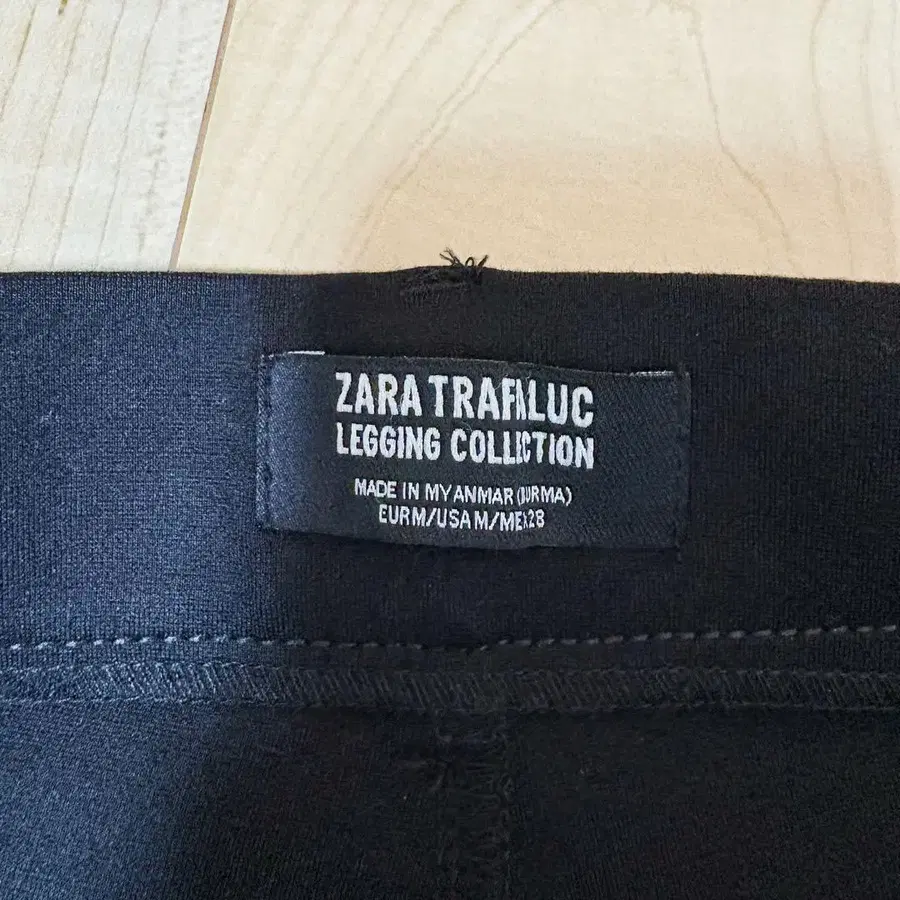 ZARA TRAFALUC
LEGGING COLLECTION
MADE IN MYANMAR (BURMA)
EUR M/USA M/MEX 28